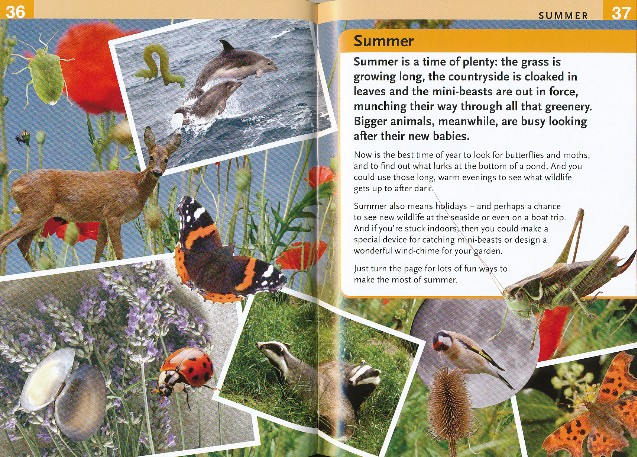 36
SUMMER 37
Summer
Summer is a time of plenty: the grass is
growing long, the countryside is cloaked in
leaves and the mini-beasts are out in force,
munching their way through all that greenery.
Bigger animals, meanwhile, are busy looking
after their new babies.
Now is the best time of year to look for butterflies and moths,
and to find out what lurks at the bottom of a pond. And you
could use those long, warm evenings to see what wildlife
gets up to after dark.
Summer also means holidays – and perhaps a chance
to see new wildlife at the seaside or even on a boat trip.
And if you're stuck indoors, then you could make a
special device for catching mini-beasts or design a
wonderful wind-chime for your garden.
Just turn the page for lots of fun ways to
make the most of summer.